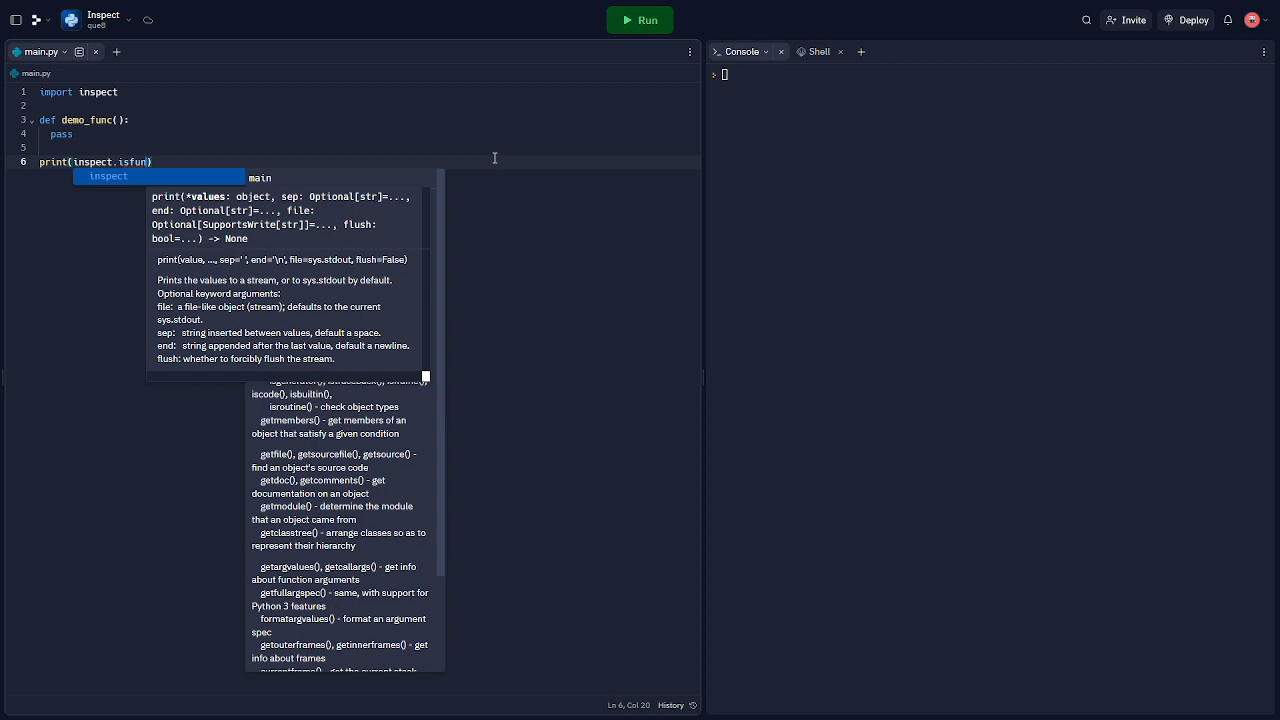 Inspect
que8
Run
Invite
Deploy
main.py
Console
Shell
main.py
1 import inspect
2
3 def demo_func():
4 pass
5
6 print(inspect.isfun)
inspect
main
print(*values: object, sep: Optional[str]=...,
end: Optional[str]=..., file:
Optional[SupportsWrite[str]]=..., flush:
bool=...) -> None
print(value, ..., sep=' ', end='\n', file=sys.stdout, flush=False)
Prints the values to a stream, or to sys.stdout by default.
Optional keyword arguments:
file: a file-like object (stream); defaults to the current
sys.stdout.
sep: string inserted between values, default a space.
end: string appended after the last value, default a newline.
flush: whether to forcibly flush the stream.
iscode(), isbuiltin(),
isroutine() - check object types
getmembers() - get members of an
object that satisfy a given condition
getfile(), getsourcefile(), getsource() -
find an object's source code
getdoc(), getcomments() - get
documentation on an object
getmodule() - determine the module
that an object came from
getclasstree() - arrange classes so as to
represent their hierarchy
getargvalues(), getcallargs() - get info
about function arguments
getfullargspec() - same, with support for
Python 3 features
formatargvalues() - format an argument
spec
getouterframes(), getinnerframes() - get
info about frames
currentframe() - get the current stack
Ln 6, Col 20
History